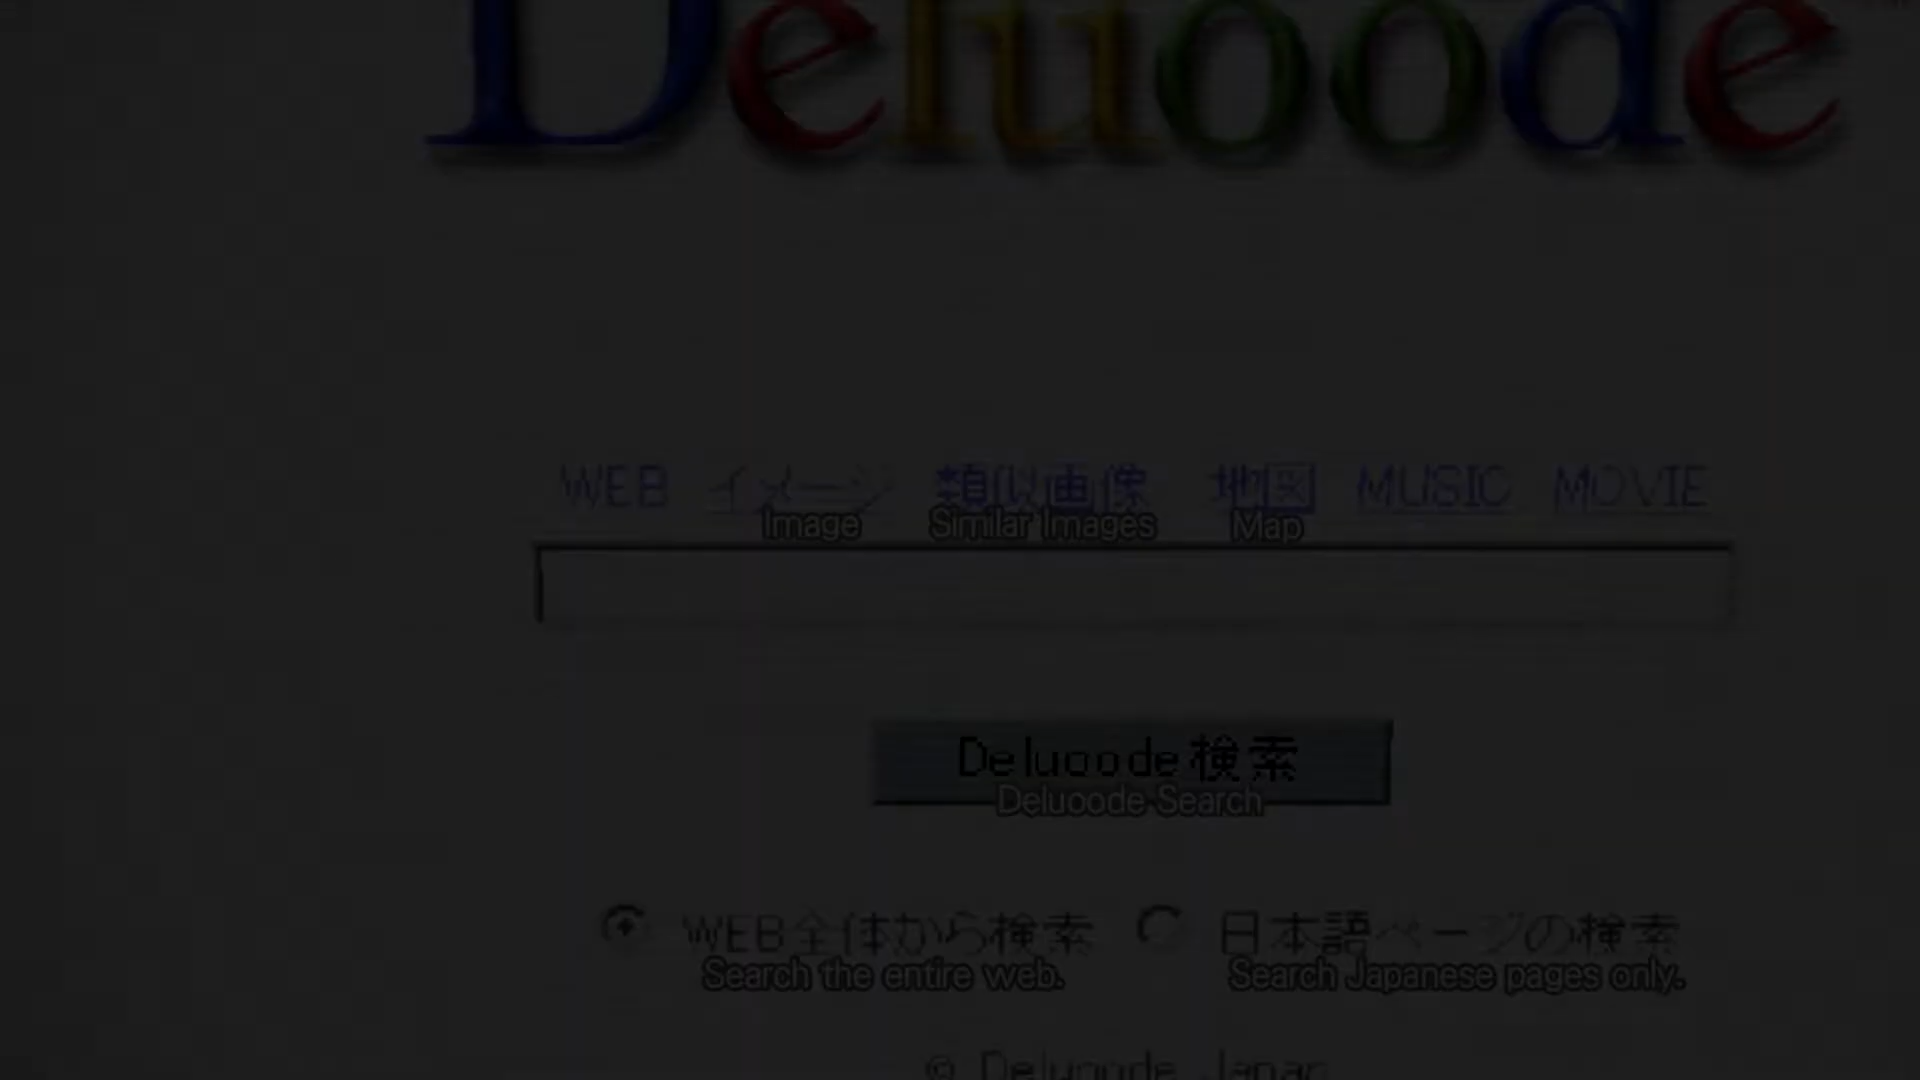 Deluoode
WEB イメージ 類似画像 地図 MUSIC MOVIE
Image Similar Images Map
Deluoode検索
Deluoode Search
WEB全体から検索 日本語ページの検索
Search the entire web. Search Japanese pages only.
© Deluoode Japan